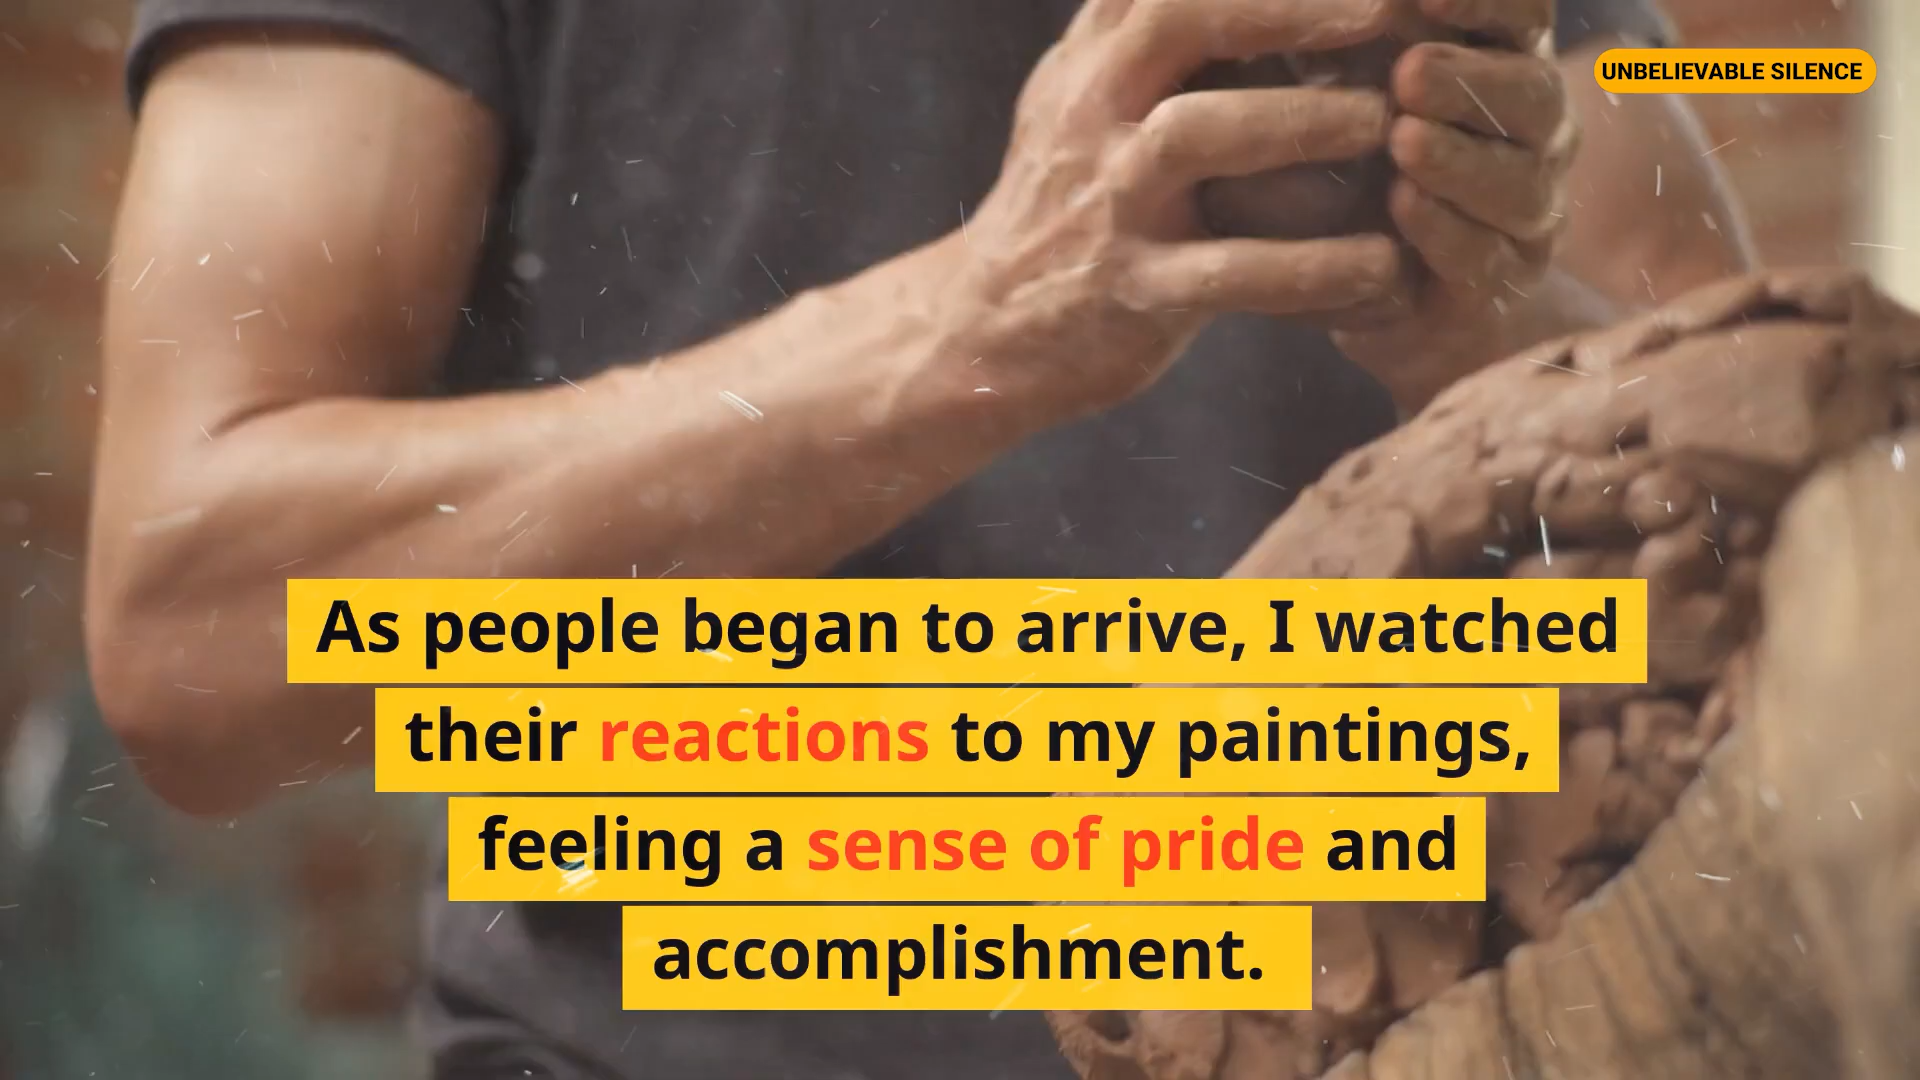 UNBELIEVABLE SILENCE
As people began to arrive, I watched
their reactions to my paintings,
feeling a sense of pride and
accomplishment.